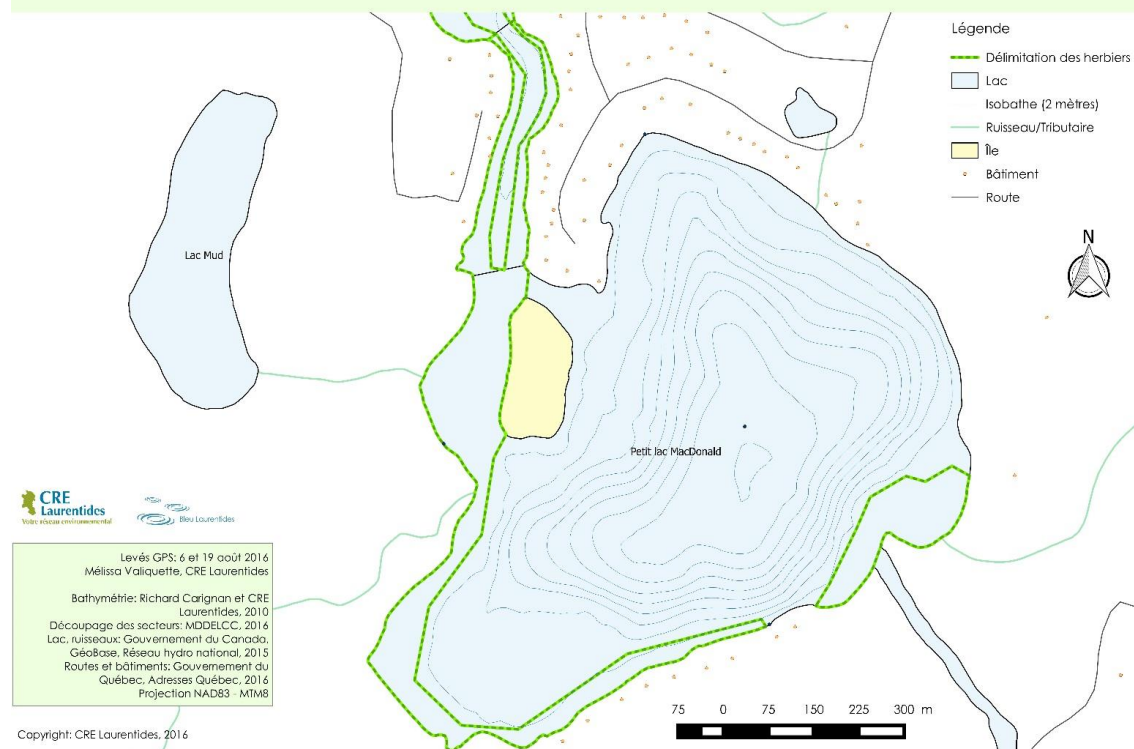 Légende
Délimitation des herbiers
Lac
Isobathe (2 mètres)
Ruisseau/Tributaire
Île
Bâtiment
Route
N
Lac Mud
Petit lac MacDonald
CRE
Laurentides
Votre réseau environnemental
Bleu Laurentides
Levés GPS: 6 et 19 août 2016
Mélissa Valiquette, CRE Laurentides
Bathymétrie: Richard Carignan et CRE
Laurentides, 2010
Découpage des secteurs: MDDELCC, 2016
Lac, ruisseaux: Gouvernement du Canada,
GéoBase, Réseau hydro national, 2015
Routes et bâtiments: Gouvernement du
Québec, Adresses Québec, 2016
Projection NAD83 - MTM8
Copyright: CRE Laurentides, 2016
75 0 75 150 225 300 m